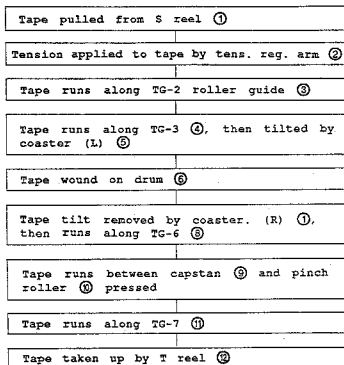 Tape pulled from S reel ①
Tension applied to tape by tens. reg. arm ②
Tape runs along TG-2 roller guide ③
Tape runs along TG-3 ④, then tilted by
coaster (L) ⑤
Tape wound on drum ⑥
Tape tilt removed by coaster. (R) ①,
then runs along TG-6 ⑧
Tape runs between capstan ⑨ and pinch
roller ⑩ pressed
Tape runs along TG-7 ⑪
Tape taken up by T reel ⑫